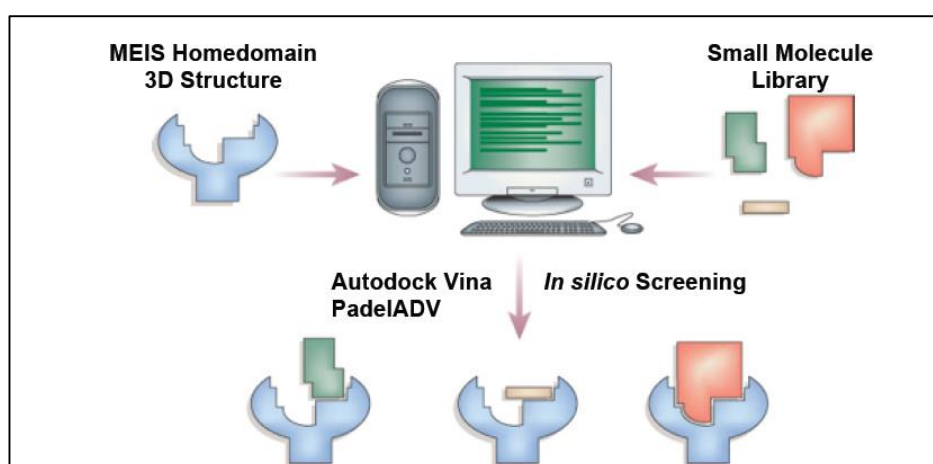 MEIS Homedomain
3D Structure
Small Molecule
Library
Autodock Vina
PadelADV
In silico Screening